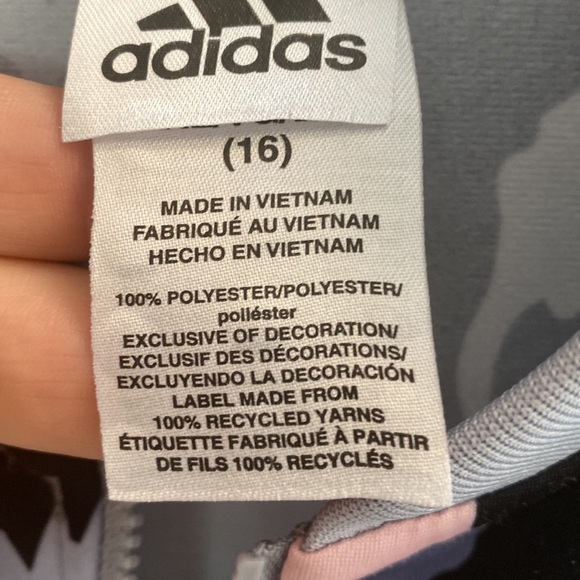 adidas
(16)
MADE IN VIETNAM
FABRIQUÉ AU VIETNAM
HECHO EN VIETNAM
100% POLYESTER/POLYESTER/
poliéster
EXCLUSIVE OF DECORATION/
EXCLUSIF DES DÉCORATIONS/
EXCLUYENDO LA DECORACIÓN
LABEL MADE FROM
100% RECYCLED YARNS
ÉTIQUETTE FABRIQUÉ À PARTIR
DE FILS 100% RECYCLÉS